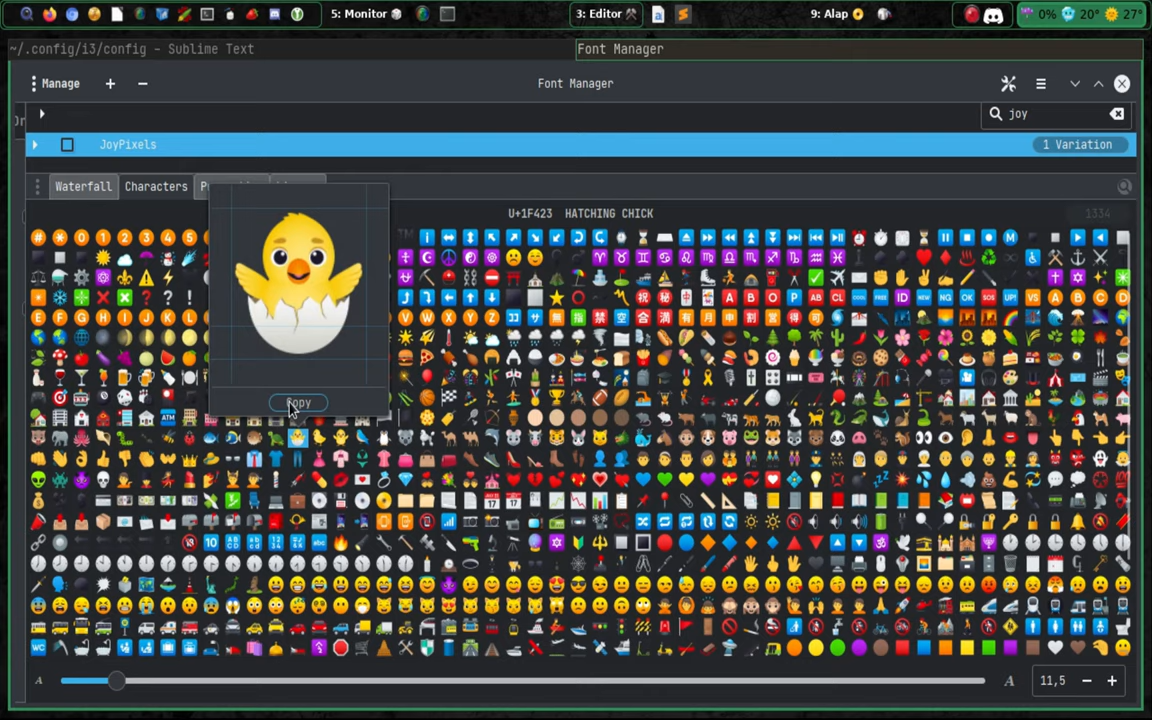 5: Monitor
3: Editor
9: Alap
0% 20° 27°
~/.config/i3/config - Sublime Text
Font Manager
Manage
Font Manager
joy
JoyPixels
1 Variation
Waterfall
Characters
U+1F423 HATCHING CHICK
1334
Copy
A
A
11,5